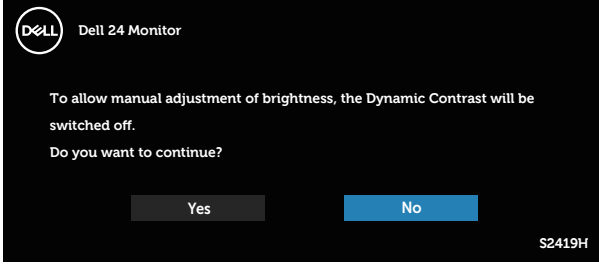 DELL
Dell 24 Monitor
To allow manual adjustment of brightness, the Dynamic Contrast will be
switched off.
Do you want to continue?
Yes No
S2419H